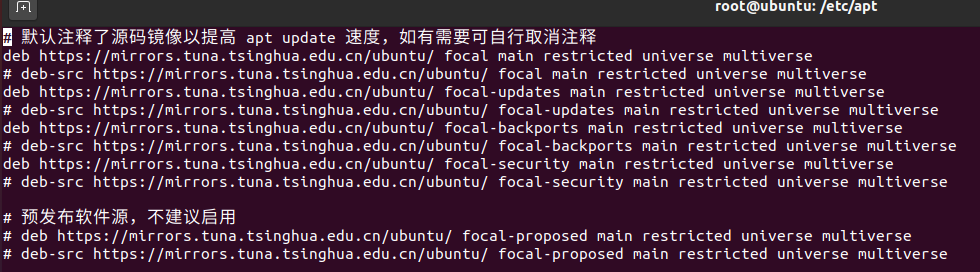 root@ubuntu: /etc/apt
# 默认注释了源码镜像以提高 apt update 速度，如有需要可自行取消注释
deb https://mirrors.tuna.tsinghua.edu.cn/ubuntu/ focal main restricted universe multiverse
# deb-src https://mirrors.tuna.tsinghua.edu.cn/ubuntu/ focal main restricted universe multiverse
deb https://mirrors.tuna.tsinghua.edu.cn/ubuntu/ focal-updates main restricted universe multiverse
# deb-src https://mirrors.tuna.tsinghua.edu.cn/ubuntu/ focal-updates main restricted universe multiverse
deb https://mirrors.tuna.tsinghua.edu.cn/ubuntu/ focal-backports main restricted universe multiverse
# deb-src https://mirrors.tuna.tsinghua.edu.cn/ubuntu/ focal-backports main restricted universe multiverse
deb https://mirrors.tuna.tsinghua.edu.cn/ubuntu/ focal-security main restricted universe multiverse
# deb-src https://mirrors.tuna.tsinghua.edu.cn/ubuntu/ focal-security main restricted universe multiverse
# 预发布软件源，不建议启用
# deb https://mirrors.tuna.tsinghua.edu.cn/ubuntu/ focal-proposed main restricted universe multiverse
# deb-src https://mirrors.tuna.tsinghua.edu.cn/ubuntu/ focal-proposed main restricted universe multiverse